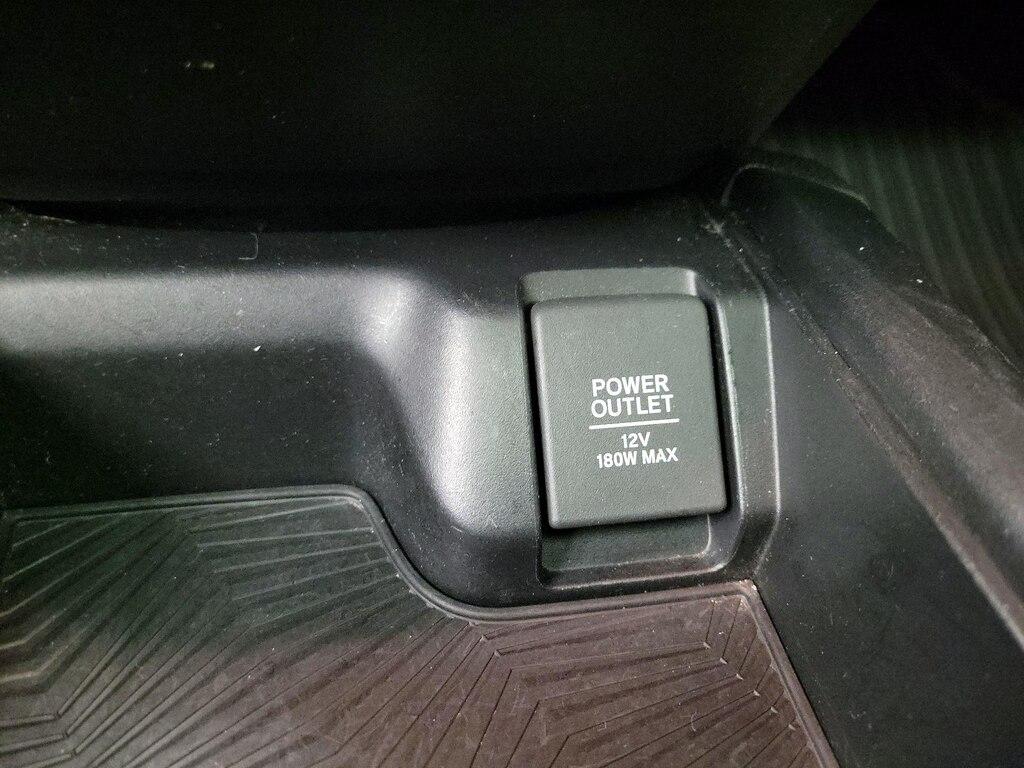 POWER
OUTLET
12V
180W MAX